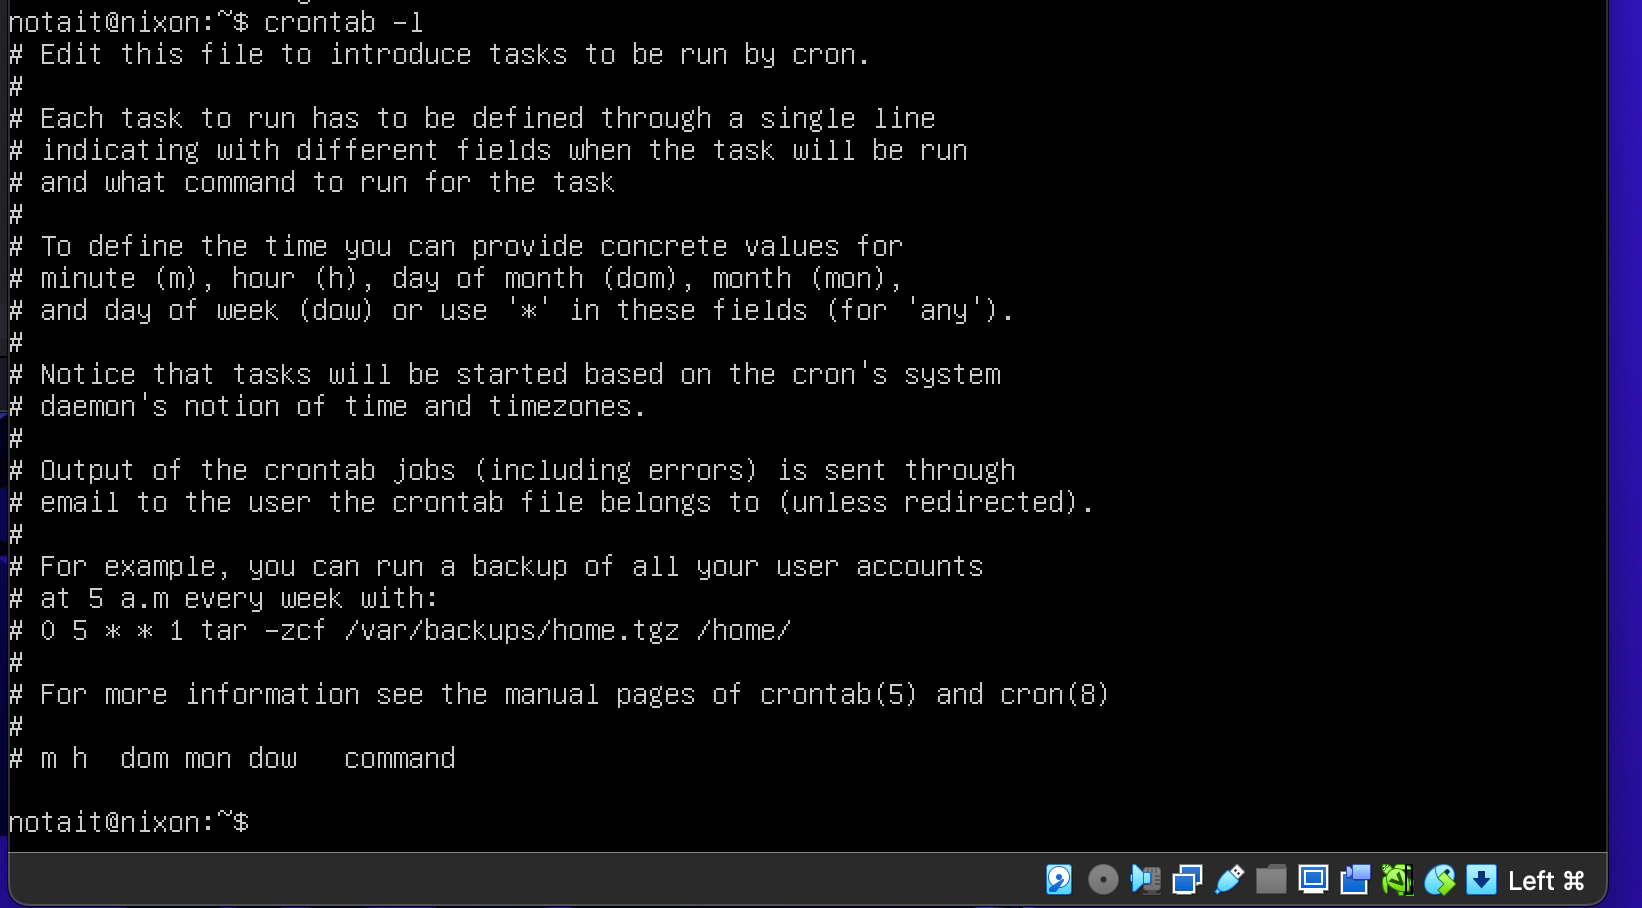 notait@nixon:~$ crontab -l
# Edit this file to introduce tasks to be run by cron.
#
# Each task to run has to be defined through a single line
# indicating with different fields when the task will be run
# and what command to run for the task
#
# To define the time you can provide concrete values for
# minute (m), hour (h), day of month (dom), month (mon),
# and day of week (dow) or use '*' in these fields (for 'any').
#
# Notice that tasks will be started based on the cron's system
# daemon's notion of time and timezones.
#
# Output of the crontab jobs (including errors) is sent through
# email to the user the crontab file belongs to (unless redirected).
#
# For example, you can run a backup of all your user accounts
# at 5 a.m every week with:
# 0 5 * * 1 tar -zcf /var/backups/home.tgz /home/
#
# For more information see the manual pages of crontab(5) and cron(8)
#
# m h  dom mon dow   command
notait@nixon:~$
Left ⌘